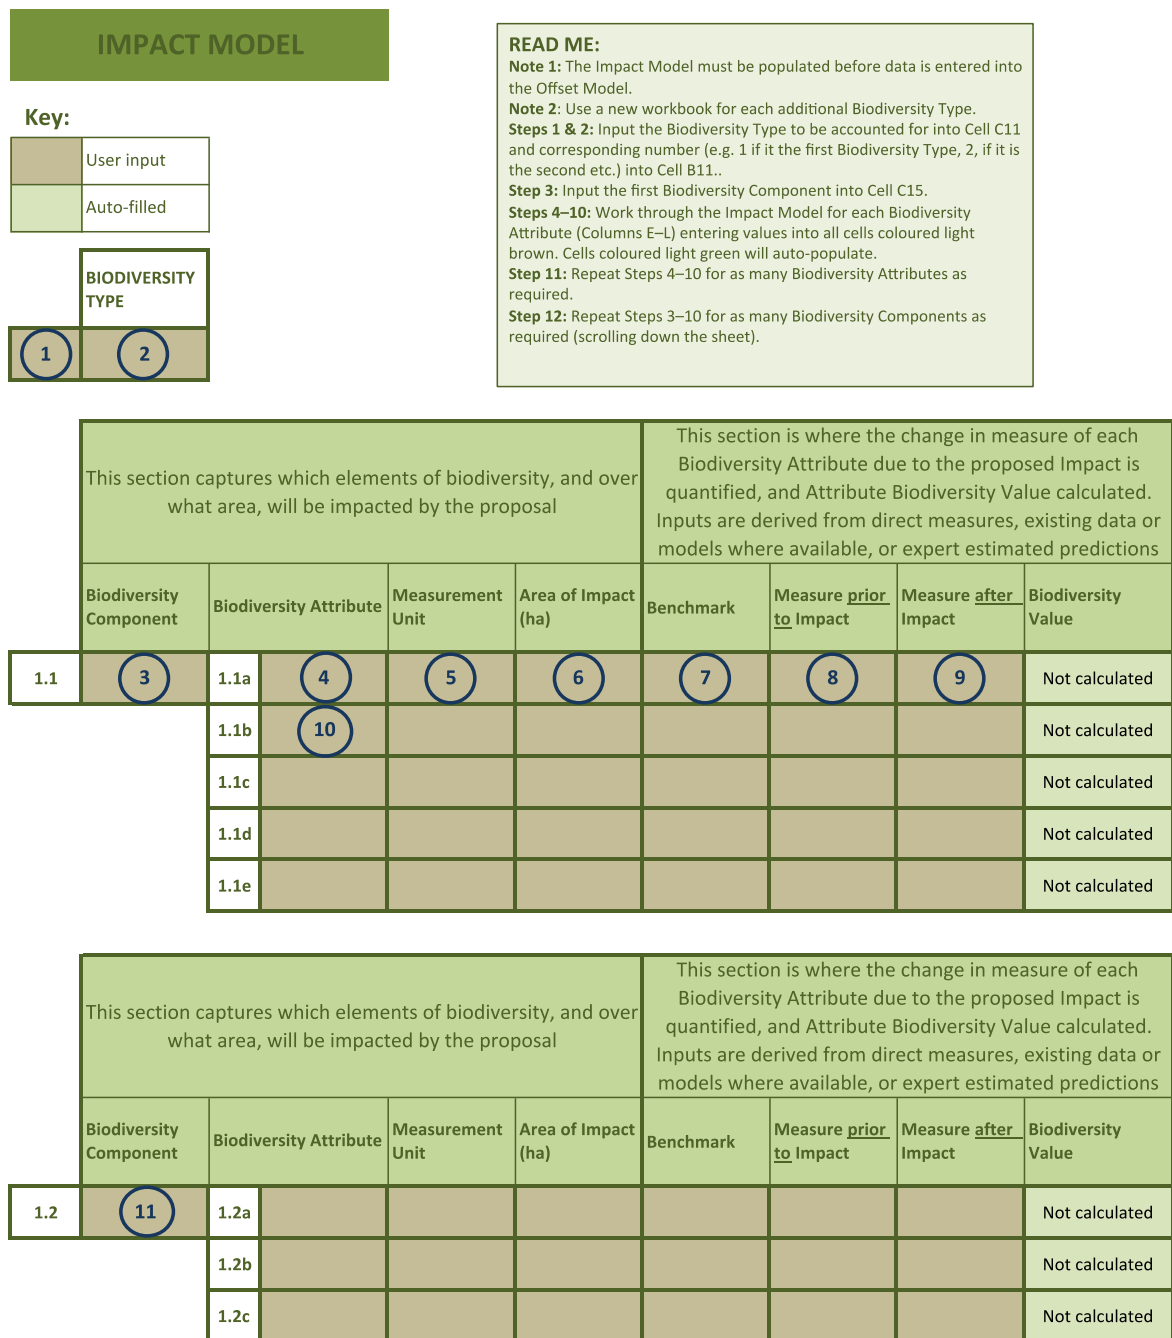 IMPACT MODEL
Key:
User input
Auto-filled
BIODIVERSITY
TYPE
1
2
READ ME:
Note 1: The Impact Model must be populated before data is entered into
the Offset Model.
Note 2: Use a new workbook for each additional Biodiversity Type.
Steps 1 & 2: Input the Biodiversity Type to be accounted for into Cell C11
and corresponding number (e.g. 1 if it the first Biodiversity Type, 2, if it is
the second etc.) into Cell B11..
Step 3: Input the first Biodiversity Component into Cell C15.
Steps 4–10: Work through the Impact Model for each Biodiversity
Attribute (Columns E–L) entering values into all cells coloured light
brown. Cells coloured light green will auto-populate.
Step 11: Repeat Steps 4–10 for as many Biodiversity Attributes as
required.
Step 12: Repeat Steps 3–10 for as many Biodiversity Components as
required (scrolling down the sheet).
This section captures which elements of biodiversity, and over
what area, will be impacted by the proposal
This section is where the change in measure of each
Biodiversity Attribute due to the proposed Impact is
quantified, and Attribute Biodiversity Value calculated.
Inputs are derived from direct measures, existing data or
models where available, or expert estimated predictions
Biodiversity
Component
Biodiversity Attribute
Measurement
Unit
Area of Impact
(ha)
Benchmark
Measure prior
to Impact
Measure after
Impact
Biodiversity
Value
1.1
3
1.1a
4
5
6
7
8
9
Not calculated
1.1b
10
Not calculated
1.1c
Not calculated
1.1d
Not calculated
1.1e
Not calculated
This section captures which elements of biodiversity, and over
what area, will be impacted by the proposal
This section is where the change in measure of each
Biodiversity Attribute due to the proposed Impact is
quantified, and Attribute Biodiversity Value calculated.
Inputs are derived from direct measures, existing data or
models where available, or expert estimated predictions
Biodiversity
Component
Biodiversity Attribute
Measurement
Unit
Area of Impact
(ha)
Benchmark
Measure prior
to Impact
Measure after
Impact
Biodiversity
Value
1.2
11
1.2a
Not calculated
1.2b
Not calculated
1.2c
Not calculated